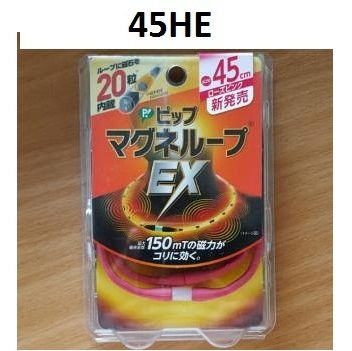 45HE
ループに磁石を
20粒
内蔵
45cm
ローズピンク
新発売
ピップ
マグネループ
EX
150mTの磁力が
コリに効く。